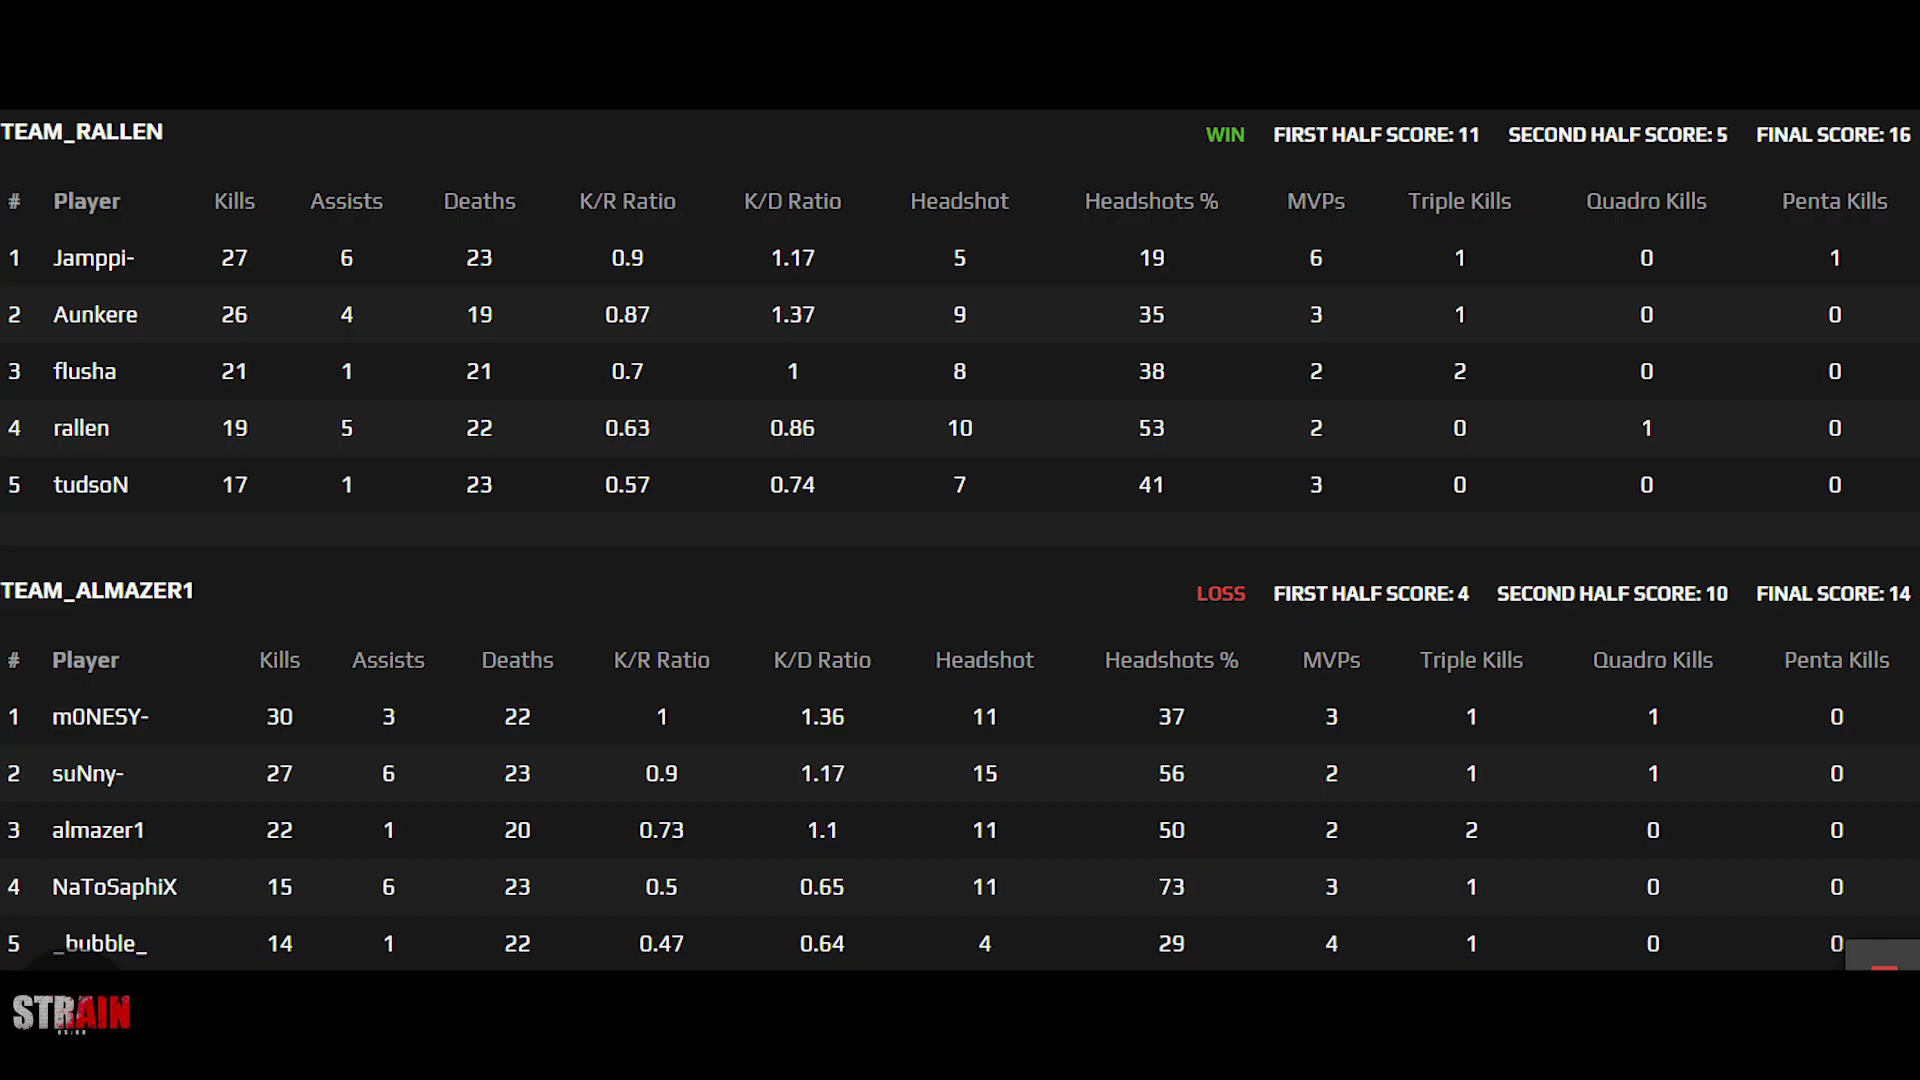 TEAM_RALLEN WIN FIRST HALF SCORE: 11 SECOND HALF SCORE: 5 FINAL SCORE: 16
# Player Kills Assists Deaths K/R Ratio K/D Ratio Headshot Headshots % MVPs Triple Kills Quadro Kills Penta Kills
1 Jamppi- 27 6 23 0.9 1.17 5 19 6 1 0 1
2 Aunkere 26 4 19 0.87 1.37 9 35 3 1 0 0
3 flusha 21 1 21 0.7 1 8 38 2 2 0 0
4 rallen 19 5 22 0.63 0.86 10 53 2 0 1 0
5 tudsoN 17 1 23 0.57 0.74 7 41 3 0 0 0
TEAM_ALMAZER1 LOSS FIRST HALF SCORE: 4 SECOND HALF SCORE: 10 FINAL SCORE: 14
# Player Kills Assists Deaths K/R Ratio K/D Ratio Headshot Headshots % MVPs Triple Kills Quadro Kills Penta Kills
1 m0NESY- 30 3 22 1 1.36 11 37 3 1 1 0
2 suNny- 27 6 23 0.9 1.17 15 56 2 1 1 0
3 almazer1 22 1 20 0.73 1.1 11 50 2 2 0 0
4 NaToSaphiX 15 6 23 0.5 0.65 11 73 3 1 0 0
5 _bubble_ 14 1 22 0.47 0.64 4 29 4 1 0 0
STRAIN